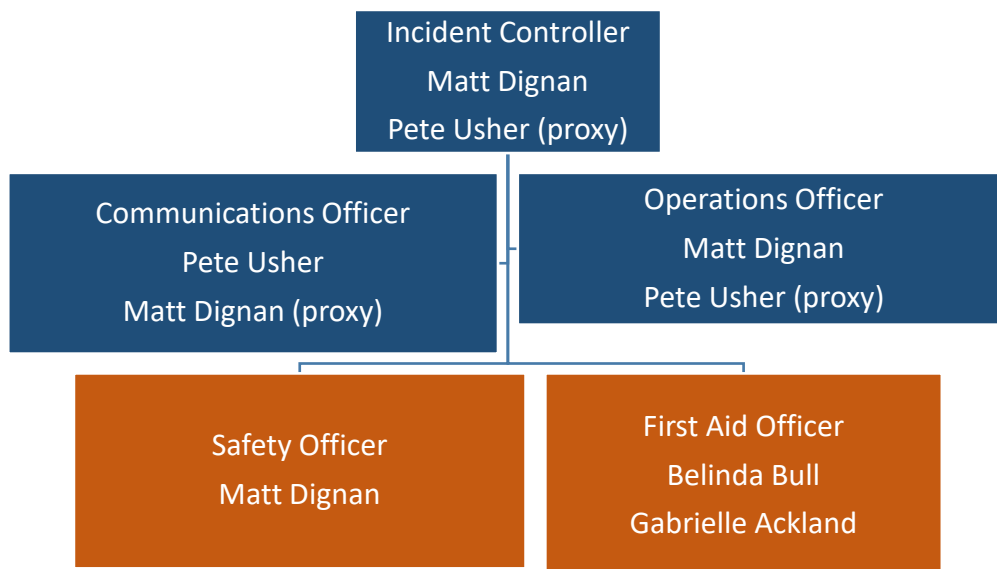 Incident Controller
Matt Dignan
Pete Usher (proxy)
Communications Officer
Pete Usher
Matt Dignan (proxy)
Operations Officer
Matt Dignan
Pete Usher (proxy)
Safety Officer
Matt Dignan
First Aid Officer
Belinda Bull
Gabrielle Ackland